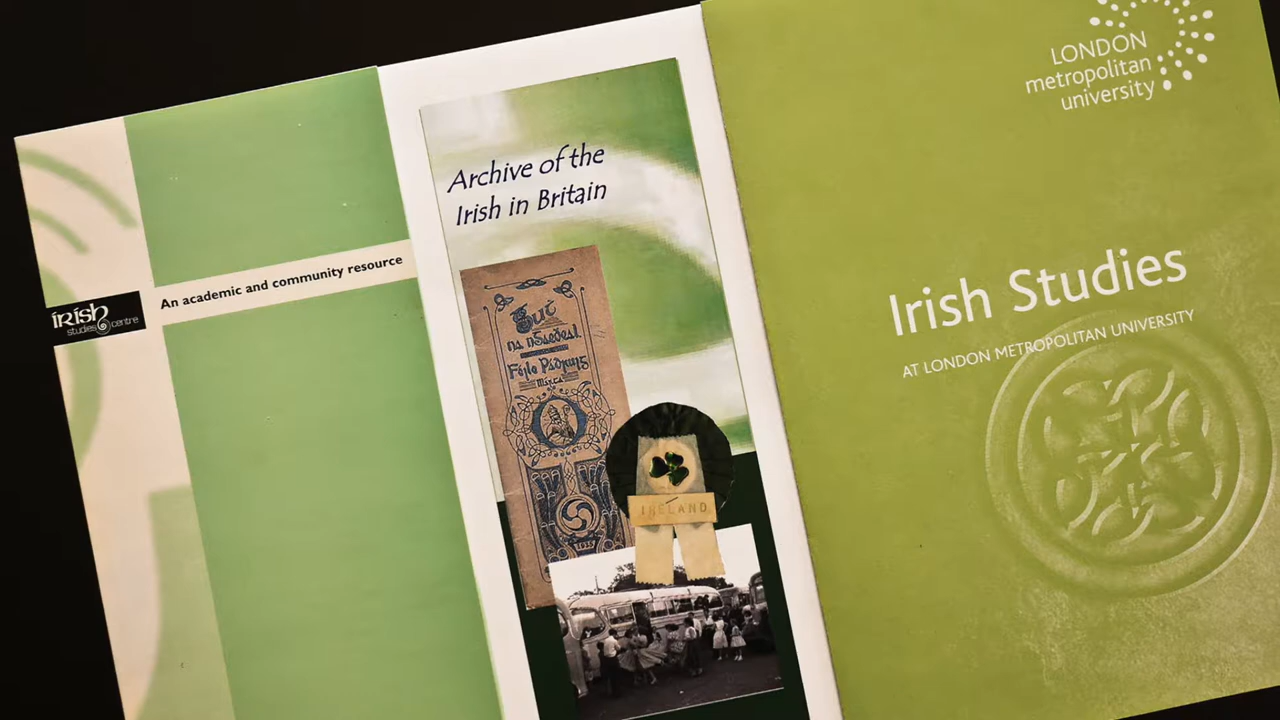 irish
studies centre
An academic and community resource
Archive of the
Irish in Britain
IRELAND
LONDON
metropolitan
university
Irish Studies
AT LONDON METROPOLITAN UNIVERSITY